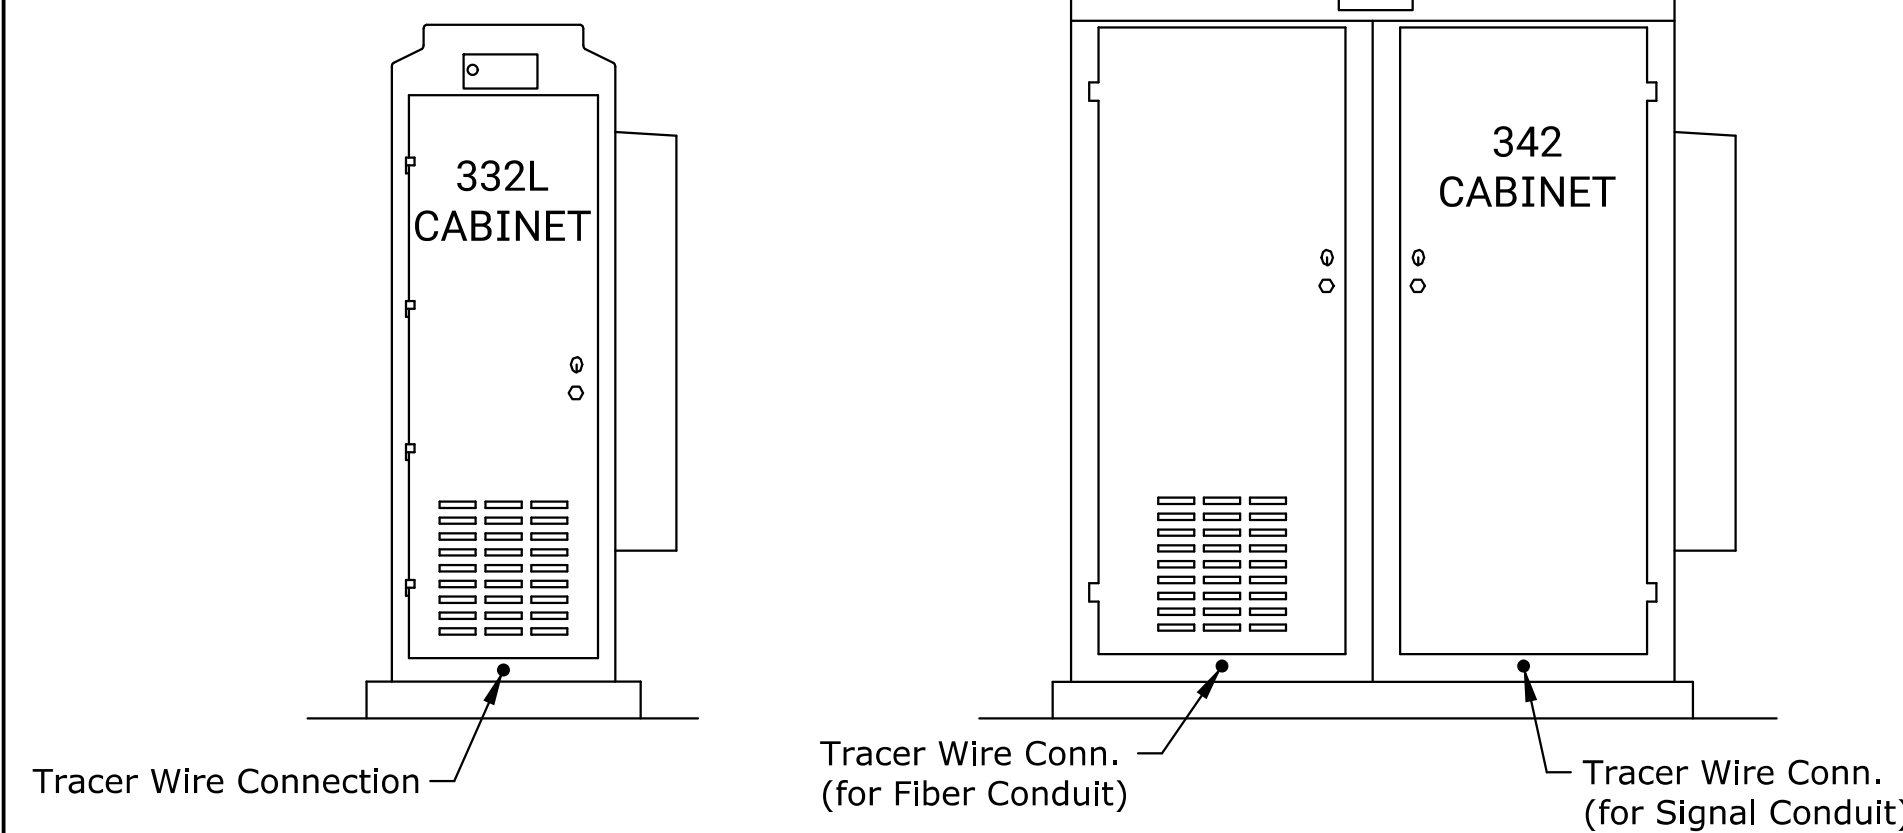 332L
CABINET
342
CABINET
Tracer Wire Connection
Tracer Wire Conn.
(for Fiber Conduit)
Tracer Wire Conn.
(for Signal Conduit)